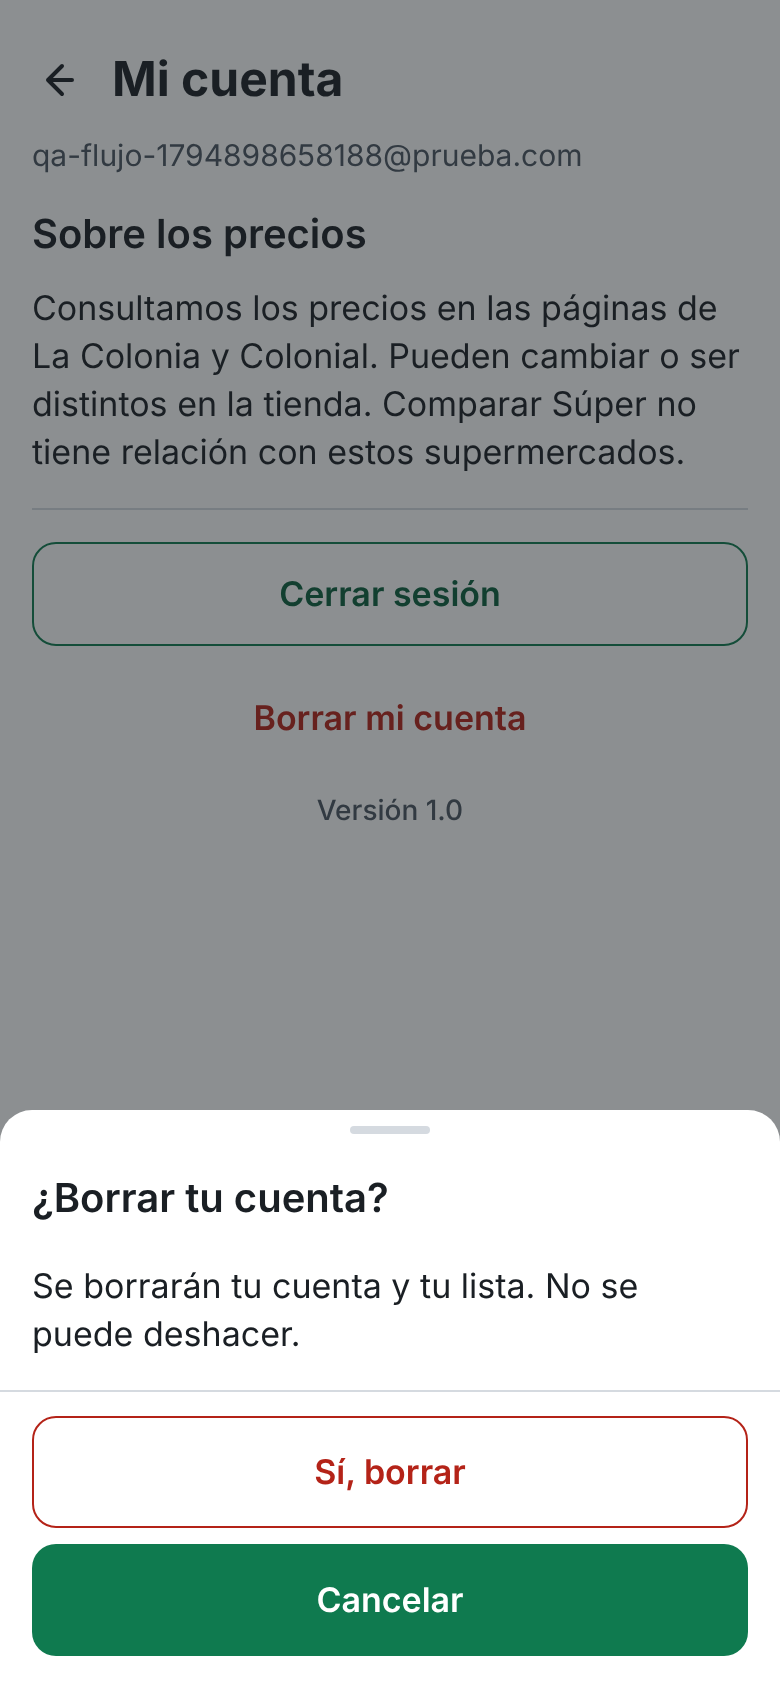 Mi cuenta
qa-flujo-1794898658188@prueba.com
Sobre los precios
Consultamos los precios en las páginas de
La Colonia y Colonial. Pueden cambiar o ser
distintos en la tienda. Comparar Súper no
tiene relación con estos supermercados.
Cerrar sesión
Borrar mi cuenta
Versión 1.0
¿Borrar tu cuenta?
Se borrarán tu cuenta y tu lista. No se
puede deshacer.
Sí, borrar
Cancelar